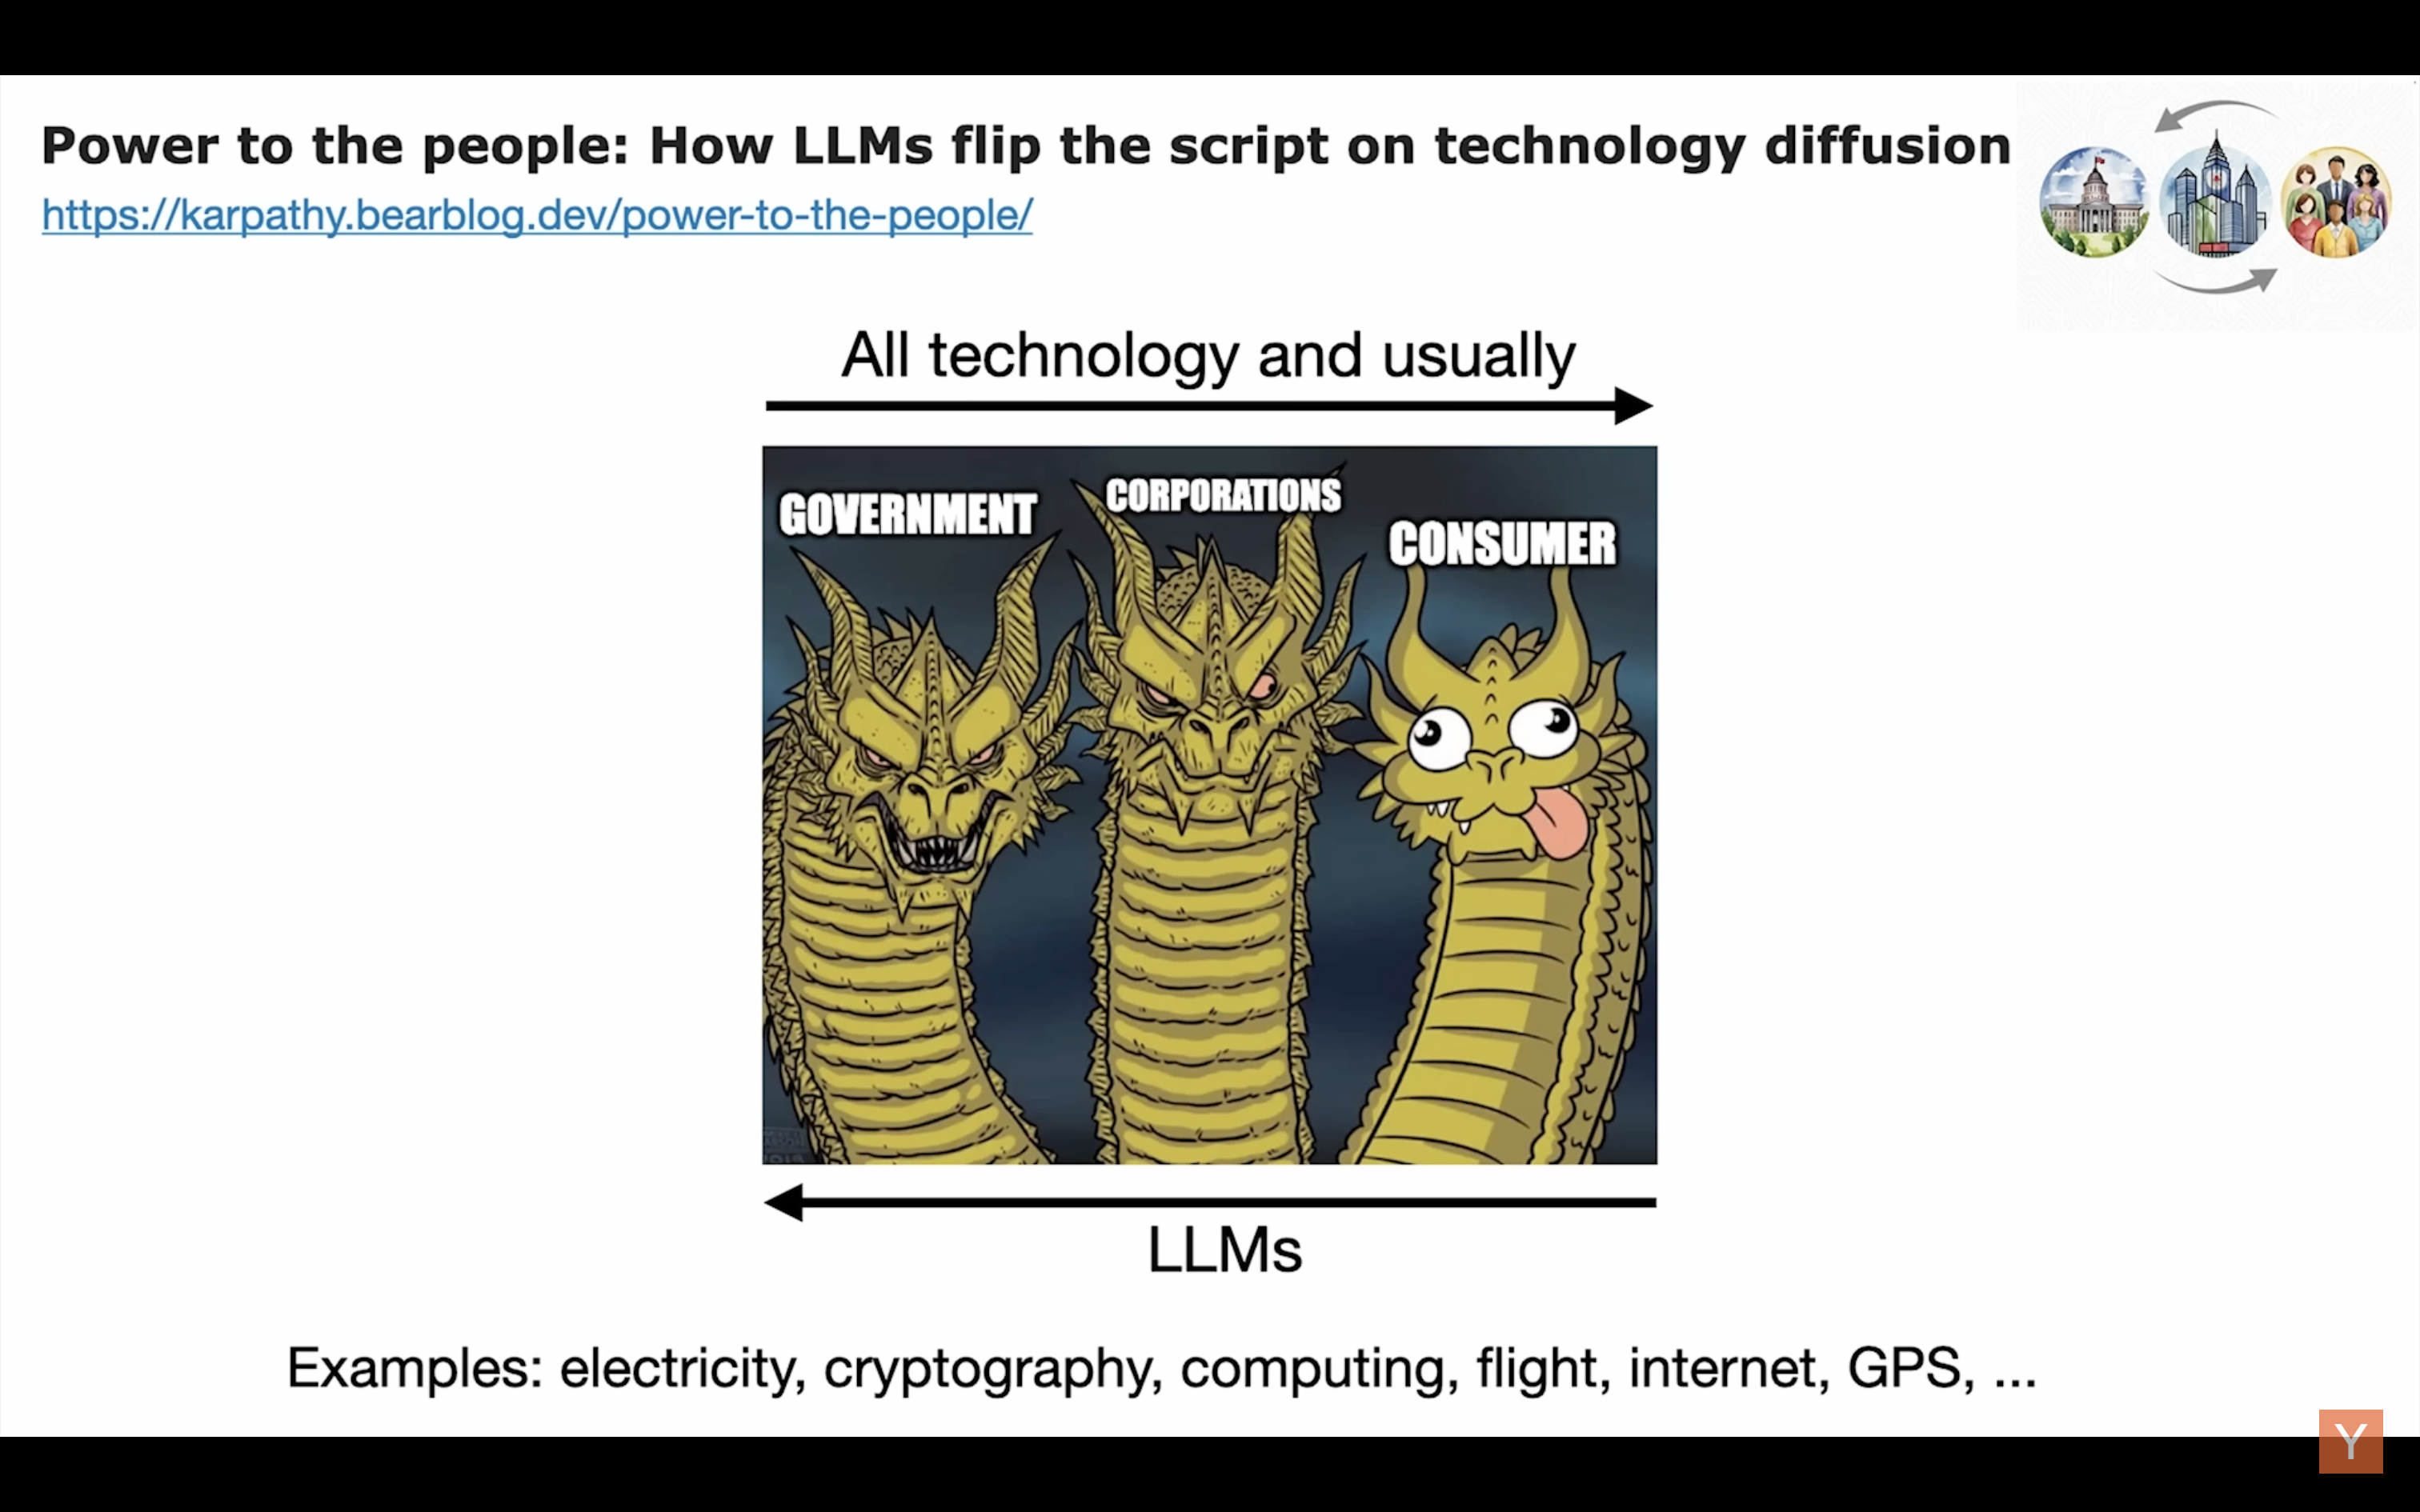 Power to the people: How LLMs flip the script on technology diffusion
https://karpathy.bearblog.dev/power-to-the-people/
All technology and usually
GOVERNMENT
CORPORATIONS
CONSUMER
LLMs
Examples: electricity, cryptography, computing, flight, internet, GPS, ...
Y